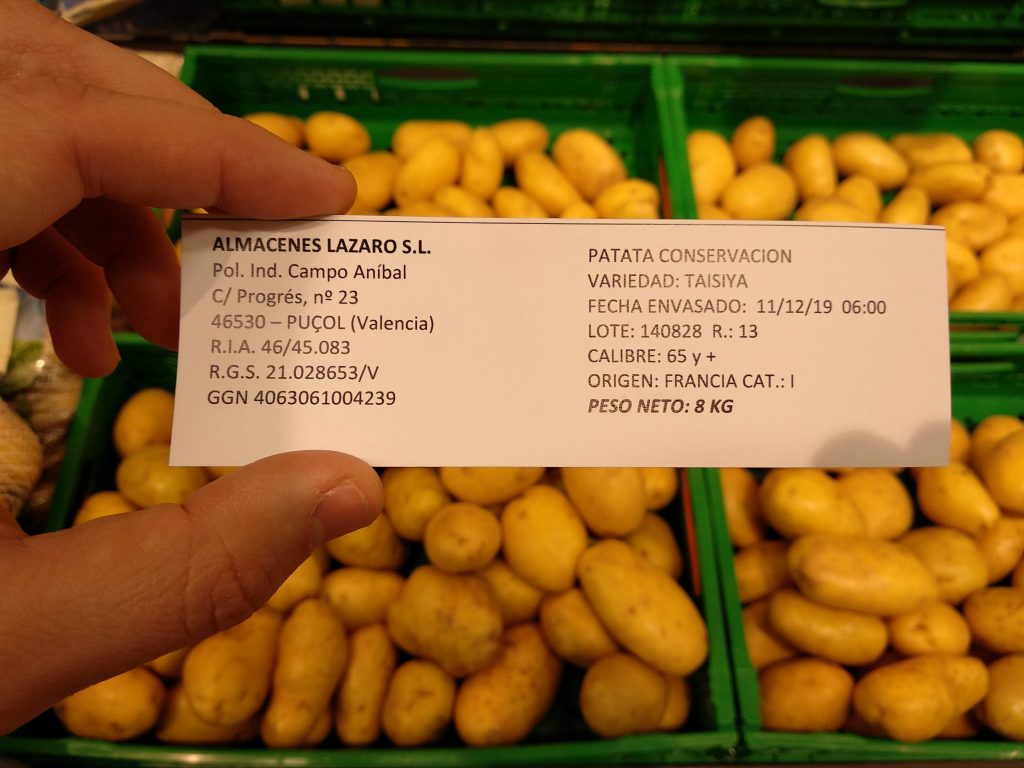 ALMACENES LAZARO S.L.
Pol. Ind. Campo Aníbal
C/ Progrés, nº 23
46530 – PUÇOL (Valencia)
R.I.A. 46/45.083
R.G.S. 21.028653/V
GGN 4063061004239
PATATA CONSERVACION
VARIEDAD: TAISIYA
FECHA ENVASADO: 11/12/19 06:00
LOTE: 140828 R.: 13
CALIBRE: 65 y +
ORIGEN: FRANCIA CAT.: I
PESO NETO: 8 KG